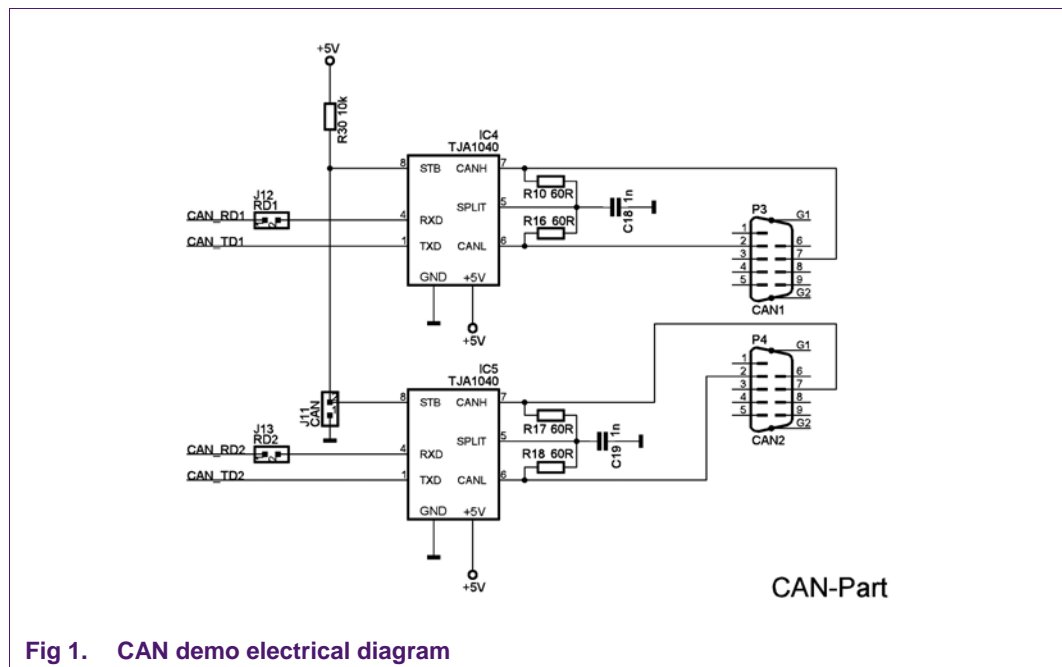 +5V
R30 10k
IC4
TJA1040
8 STB CANH 7
R10 60R
J12
RD1
CAN_RD1
1 2
4 RXD SPLIT 5
R16 60R
C18 1n
CAN_TD1
1 TXD CANL 6
GND +5V
+5V
P3
G1
1
2 6
3 7
4 8
5 9
G2
CAN1
IC5
TJA1040
J11
CAN
8 STB CANH 7
R17 60R
J13
RD2
CAN_RD2
1 2
4 RXD SPLIT 5
R18 60R
C19 1n
CAN_TD2
1 TXD CANL 6
GND +5V
+5V
P4
G1
1
2 6
3 7
4 8
5 9
G2
CAN2
CAN-Part
Fig 1. CAN demo electrical diagram